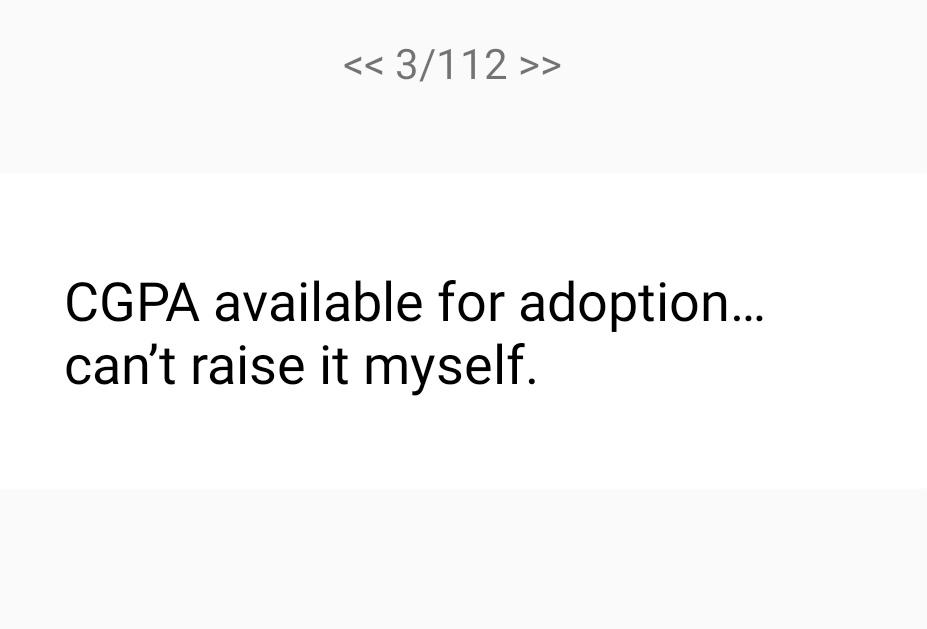 << 3/112 >>
CGPA available for adoption…
can’t raise it myself.